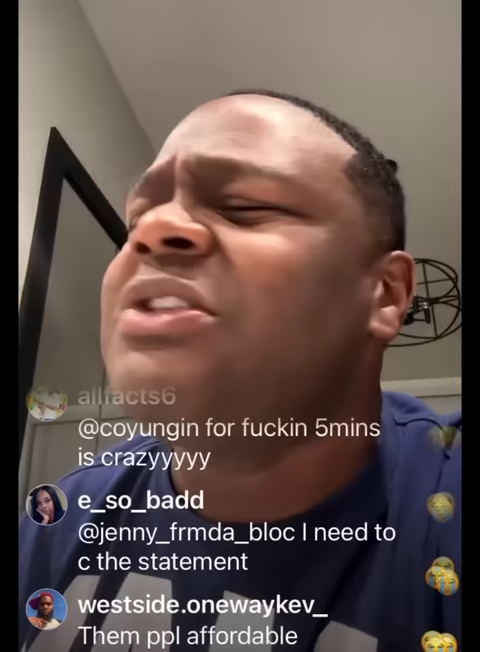 allfacts6
@coyungin for fuckin 5mins
is crazyyyyy
e_so_badd
@jenny_frmda_bloc I need to
c the statement
westside.onewaykev_
Them ppl affordable